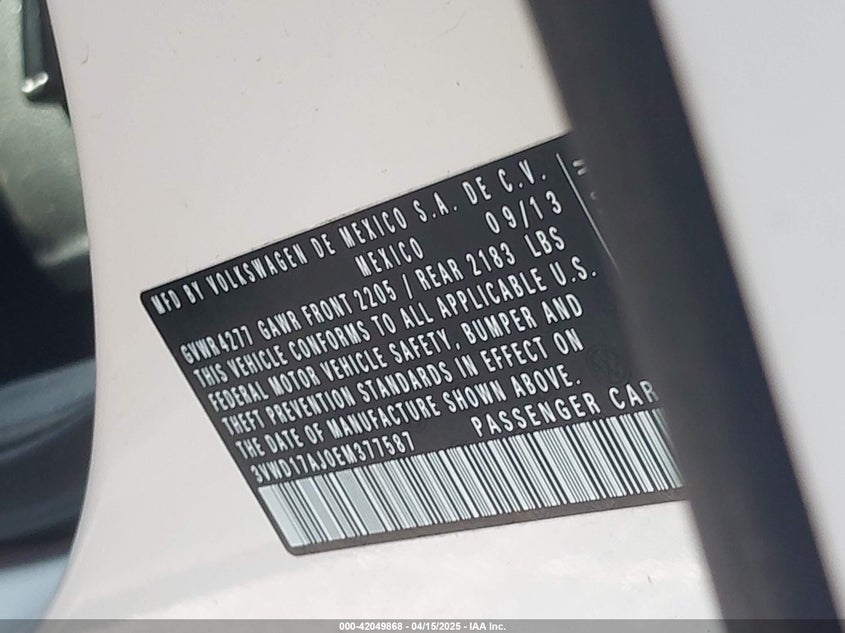 MFD BY VOLKSWAGEN DE MEXICO S.A. DE C.V.
MEXICO 09/13
GVWR 4277 GAWR FRONT 2205 / REAR 2183 LBS
THIS VEHICLE CONFORMS TO ALL APPLICABLE U.S.
FEDERAL MOTOR VEHICLE SAFETY, BUMPER AND
THEFT PREVENTION STANDARDS IN EFFECT ON
THE DATE OF MANUFACTURE SHOWN ABOVE.
3VWD17AJ0EM377587 PASSENGER CAR
000-42049868 - 04/15/2025 - IAA Inc.